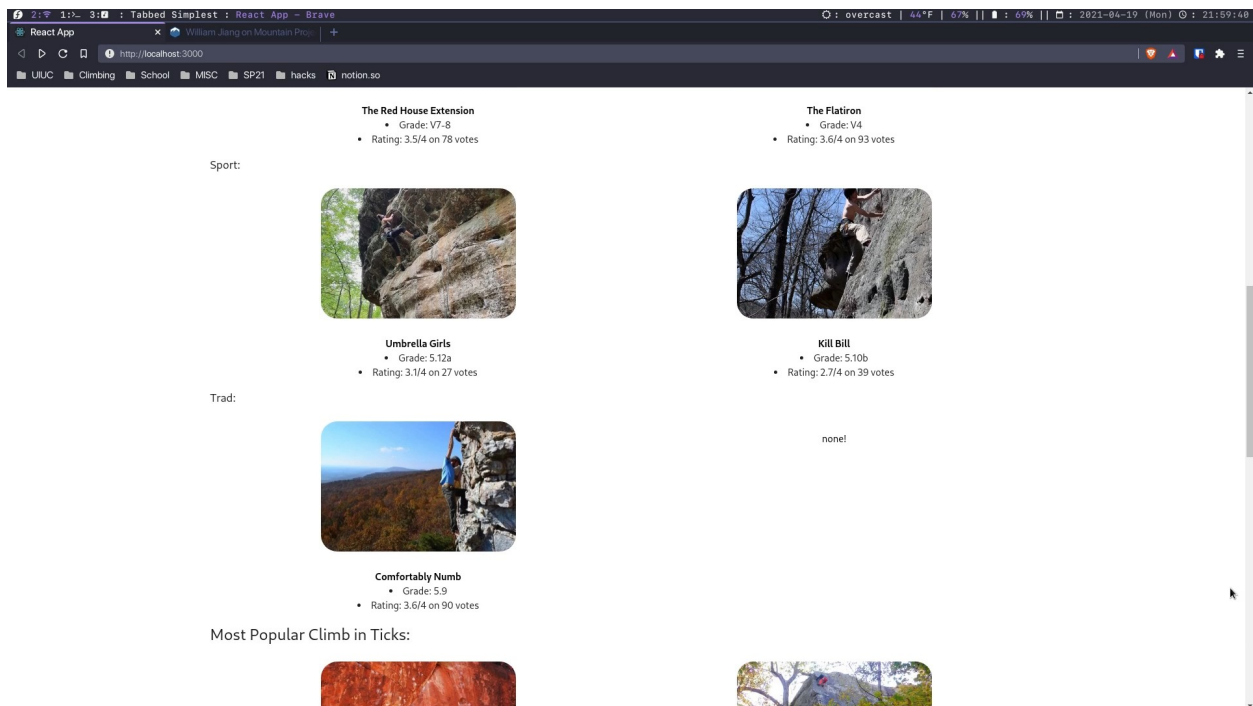 2: 1:>_ 3: : Tabbed Simplest : React App – Brave
: overcast | 44°F | 67% || : 69% || : 2021-04-19 (Mon) : 21:59:40
React App
William Jiang on Mountain Proje
http://localhost:3000
UIUC Climbing School MISC SP21 hacks notion.so
The Red House Extension
• Grade: V7-8
• Rating: 3.5/4 on 78 votes
The Flatiron
• Grade: V4
• Rating: 3.6/4 on 93 votes
Sport:
Umbrella Girls
• Grade: 5.12a
• Rating: 3.1/4 on 27 votes
Kill Bill
• Grade: 5.10b
• Rating: 2.7/4 on 39 votes
Trad:
none!
Comfortably Numb
• Grade: 5.9
• Rating: 3.6/4 on 90 votes
Most Popular Climb in Ticks: